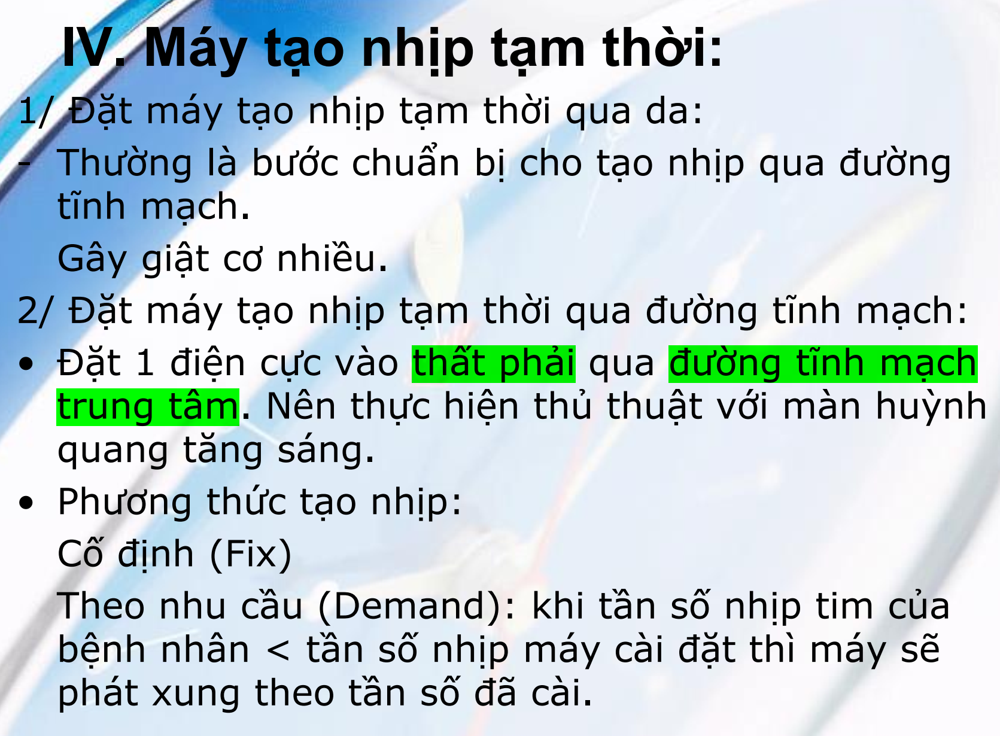 IV. Máy tạo nhịp tạm thời:
1/ Đặt máy tạo nhịp tạm thời qua da:
- Thường là bước chuẩn bị cho tạo nhịp qua đường
tĩnh mạch.
Gây giật cơ nhiều.
2/ Đặt máy tạo nhịp tạm thời qua đường tĩnh mạch:
• Đặt 1 điện cực vào thất phải qua đường tĩnh mạch
trung tâm. Nên thực hiện thủ thuật với màn huỳnh
quang tăng sáng.
• Phương thức tạo nhịp:
Cố định (Fix)
Theo nhu cầu (Demand): khi tần số nhịp tim của
bệnh nhân < tần số nhịp máy cài đặt thì máy sẽ
phát xung theo tần số đã cài.